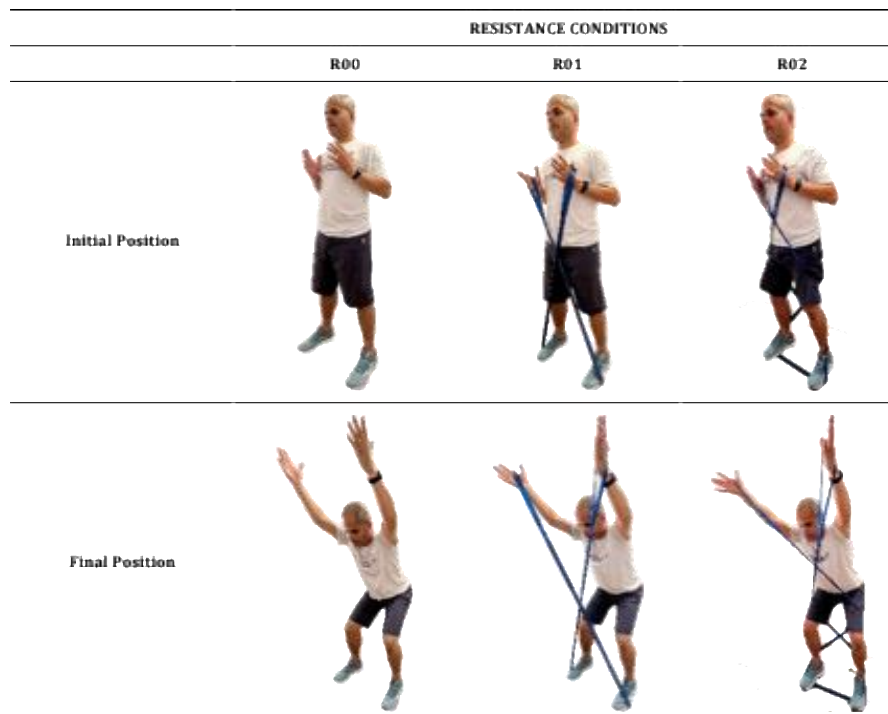 RESISTANCE CONDITIONS
R00 R01 R02
Initial Position
Final Position